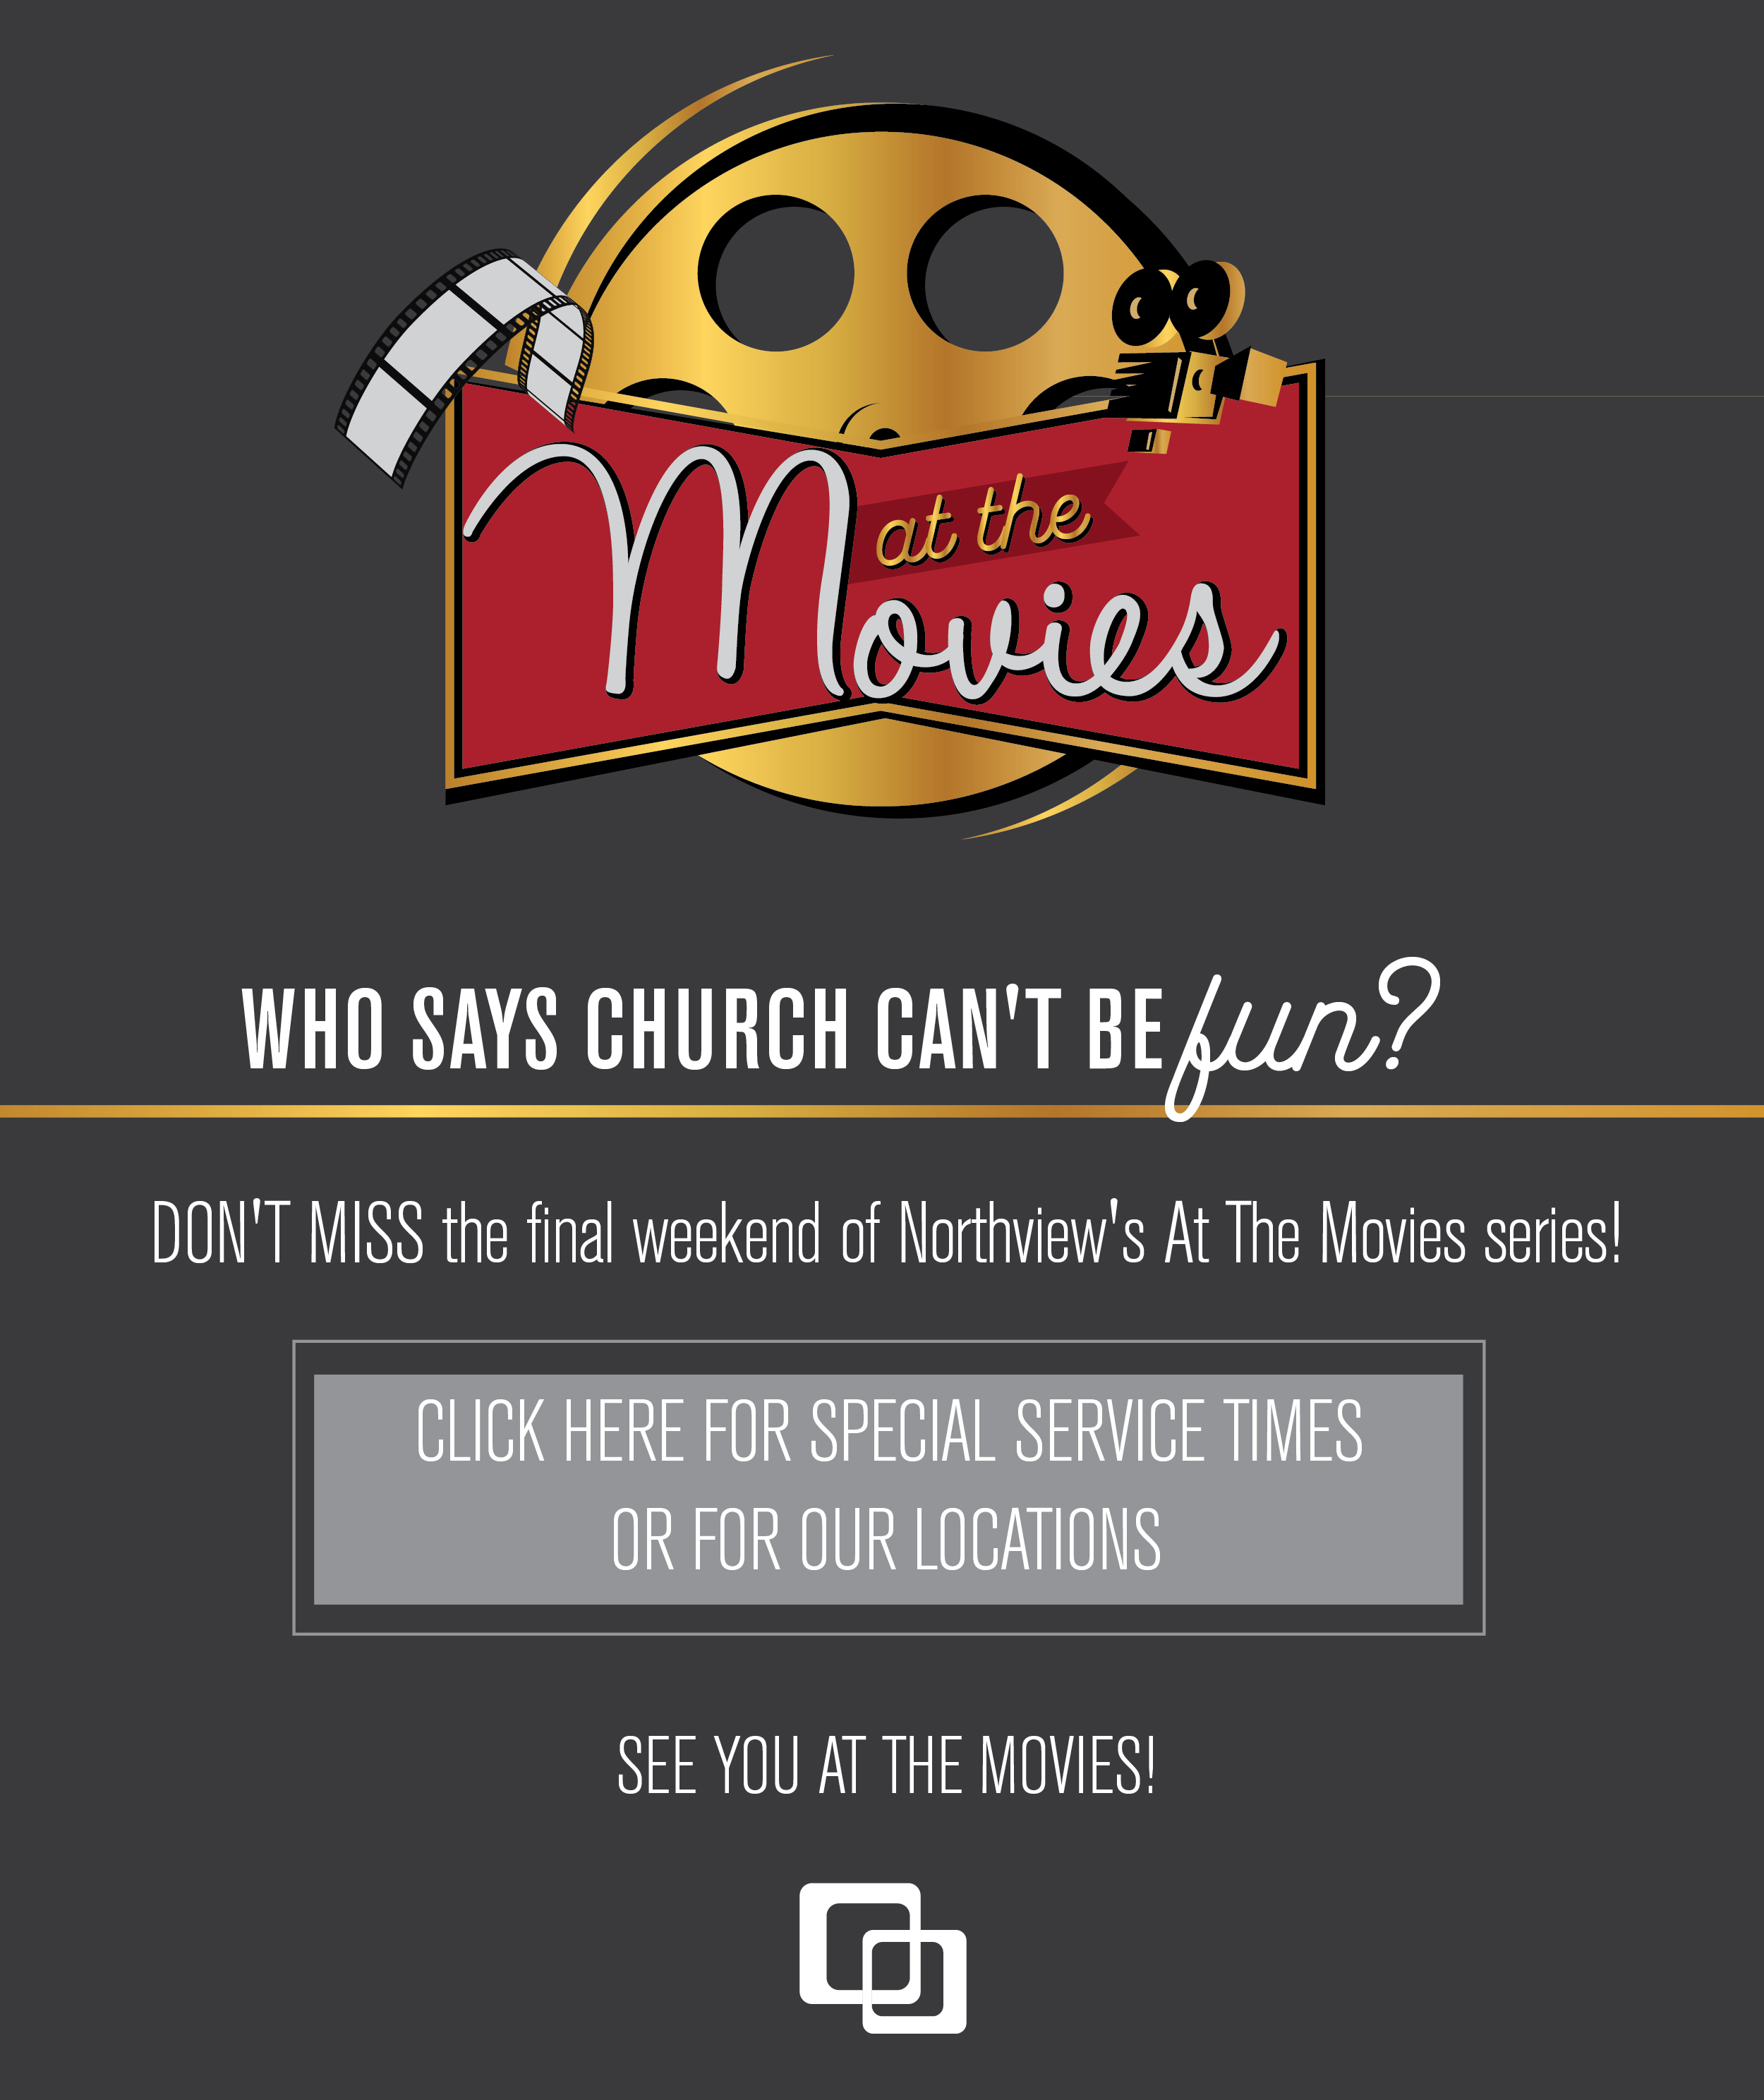 at the
Movies
WHO SAYS CHURCH CAN'T BE fun?
DON'T MISS the final weekend of Northview's At The Movies series!
CLICK HERE FOR SPECIAL SERVICE TIMES
OR FOR OUR LOCATIONS
SEE YOU AT THE MOVIES!